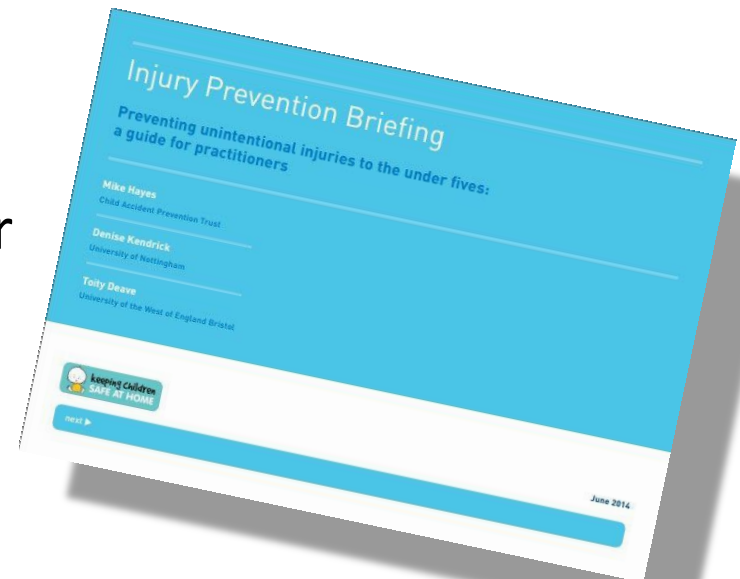 r
Injury Prevention Briefing
Preventing unintentional injuries to the under fives:
a guide for practitioners
Mike Hayes
Child Accident Prevention Trust
Denise Kendrick
University of Nottingham
Toity Deave
University of the West of England Bristol
keeping children
SAFE AT HOME
next ▶
June 2014